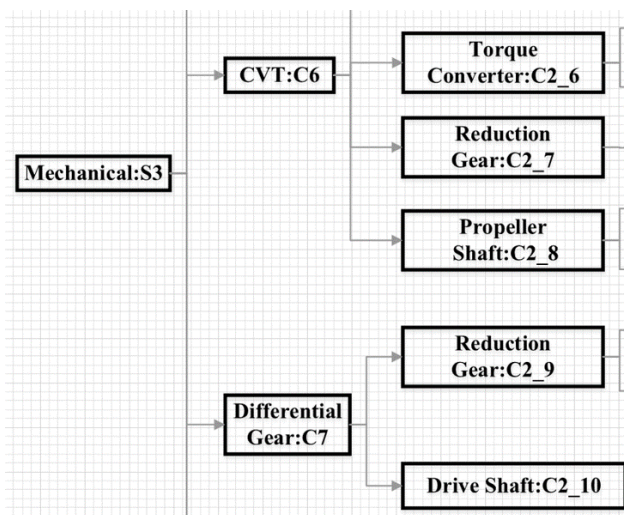 Mechanical:S3
CVT:C6
Torque
Converter:C2_6
Reduction
Gear:C2_7
Propeller
Shaft:C2_8
Differential
Gear:C7
Reduction
Gear:C2_9
Drive Shaft:C2_10